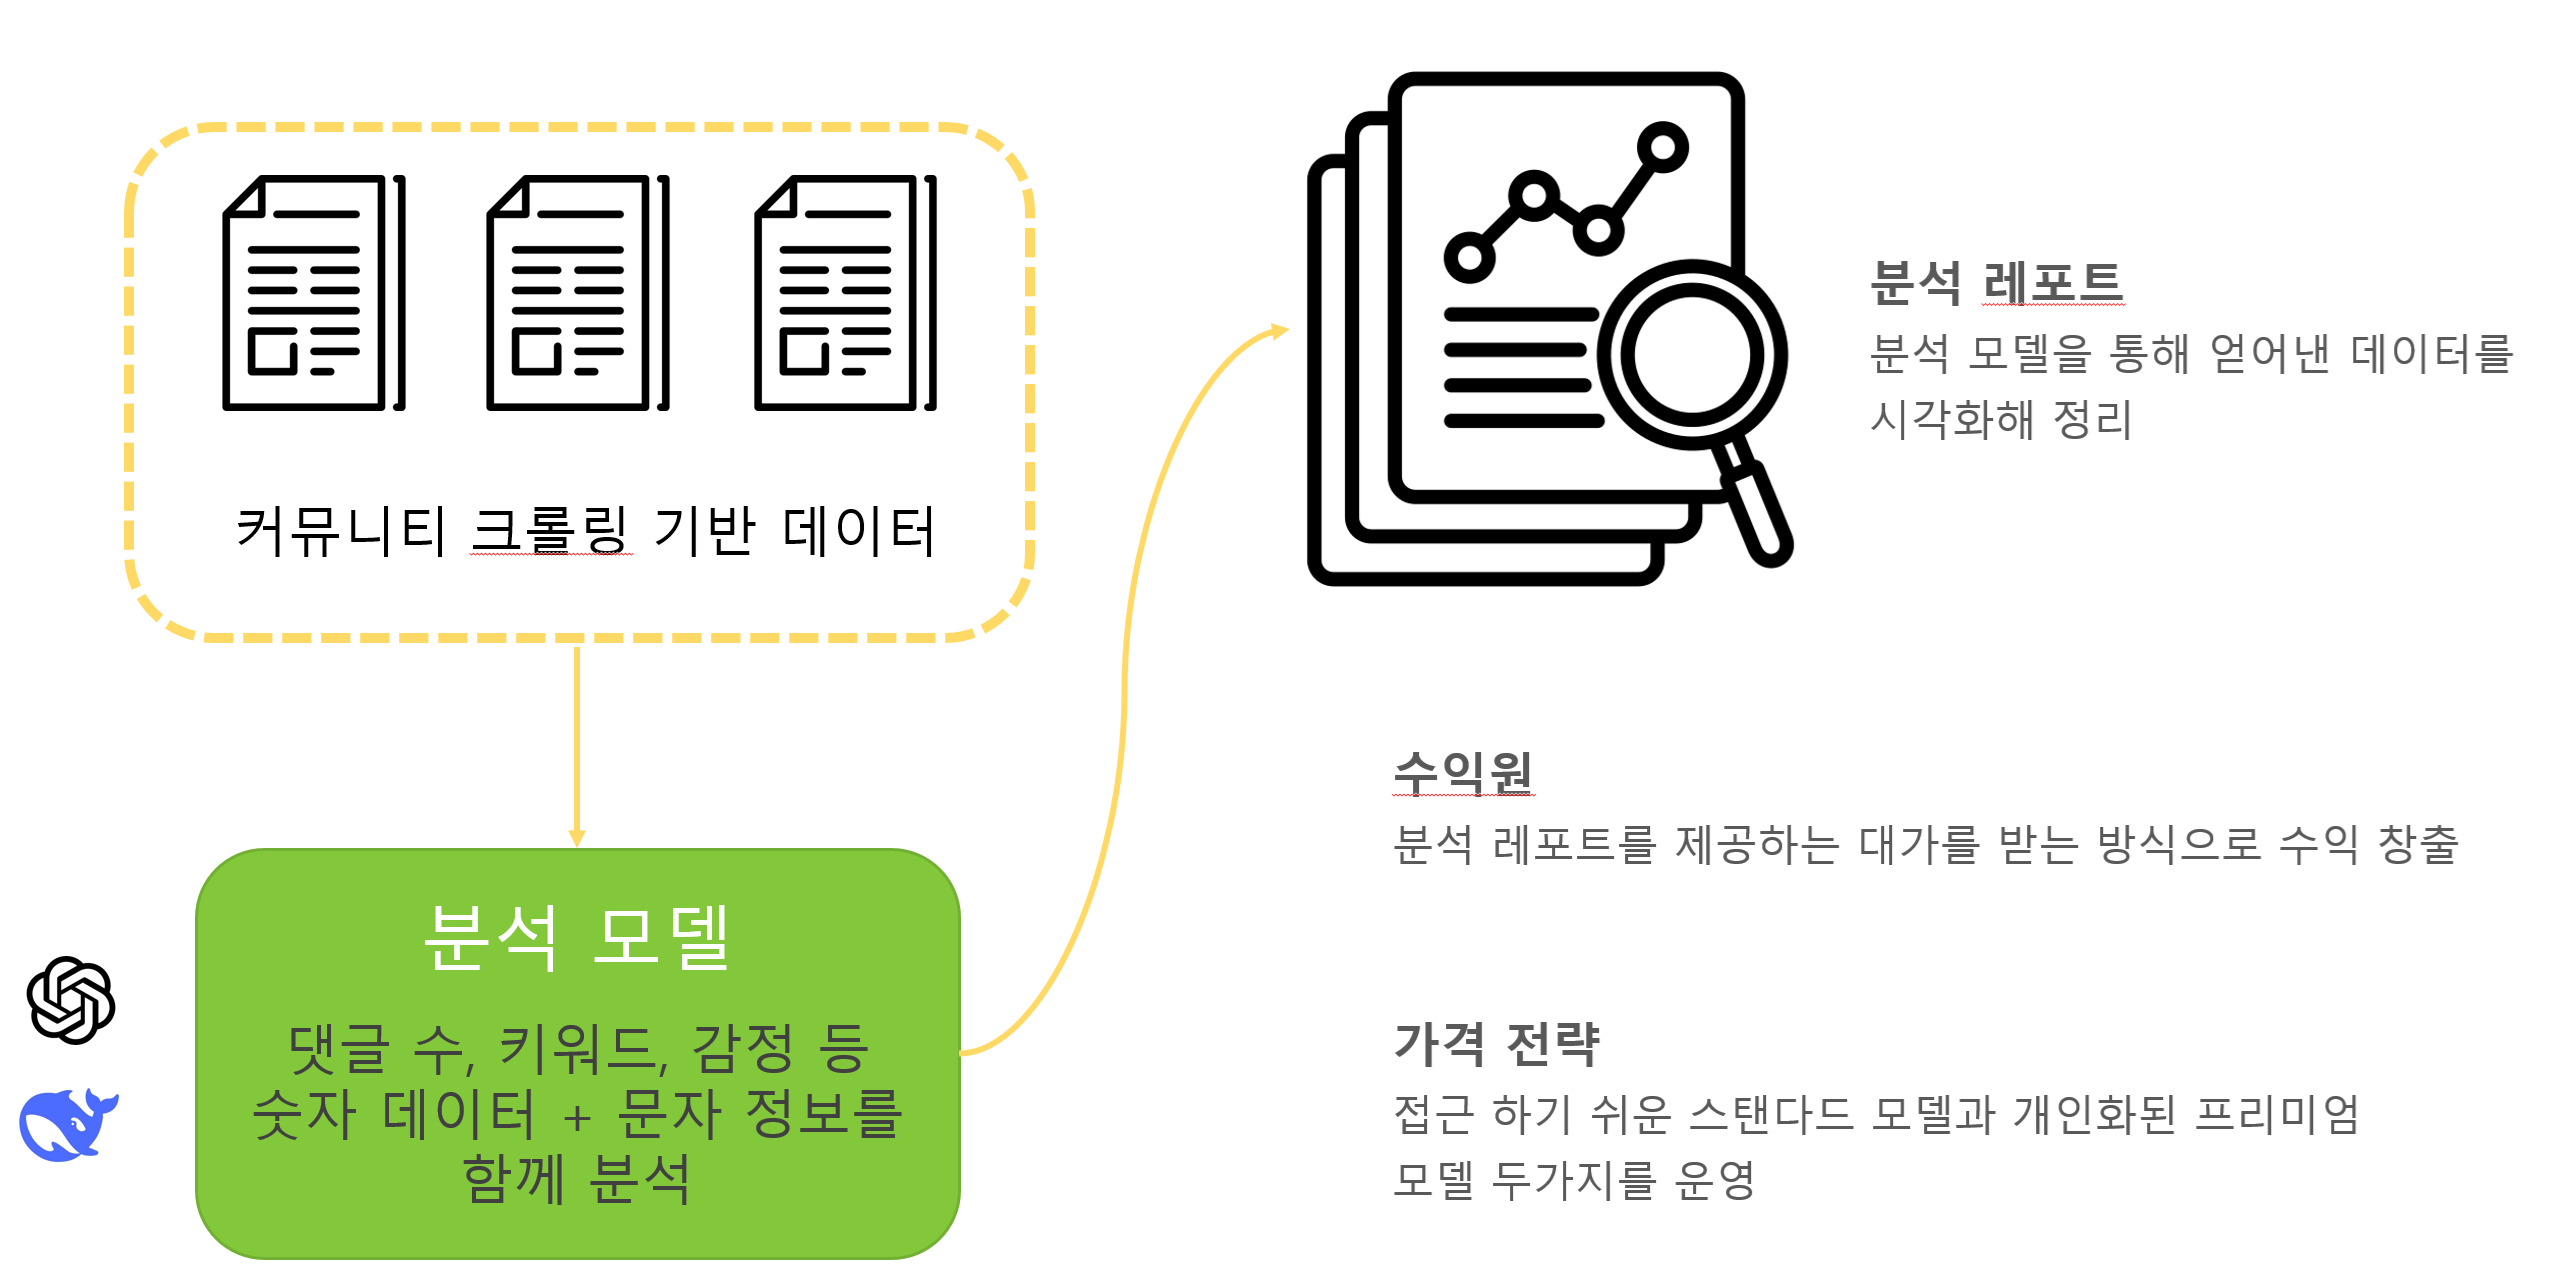 커뮤니티 크롤링 기반 데이터
분석 모델
댓글 수, 키워드, 감정 등
숫자 데이터 + 문자 정보를
함께 분석
분석 레포트
분석 모델을 통해 얻어낸 데이터를
시각화해 정리
수익원
분석 레포트를 제공하는 대가를 받는 방식으로 수익 창출
가격 전략
접근 하기 쉬운 스탠다드 모델과 개인화된 프리미엄
모델 두가지를 운영